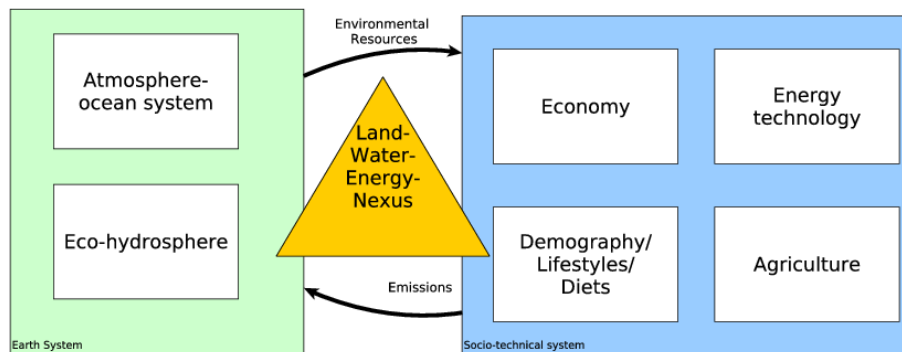 Environmental
Resources
Atmosphere-
ocean system
Eco-hydrosphere
Earth System
Land-
Water-
Energy-
Nexus
Emissions
Economy
Energy
technology
Demography/
Lifestyles/
Diets
Agriculture
Socio-technical system